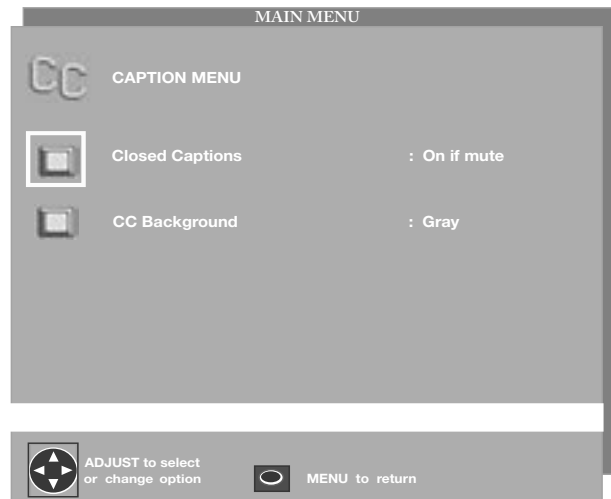 MAIN MENU
CC CAPTION MENU
Closed Captions : On if mute
CC Background : Gray
ADJUST to select
or change option
MENU to return